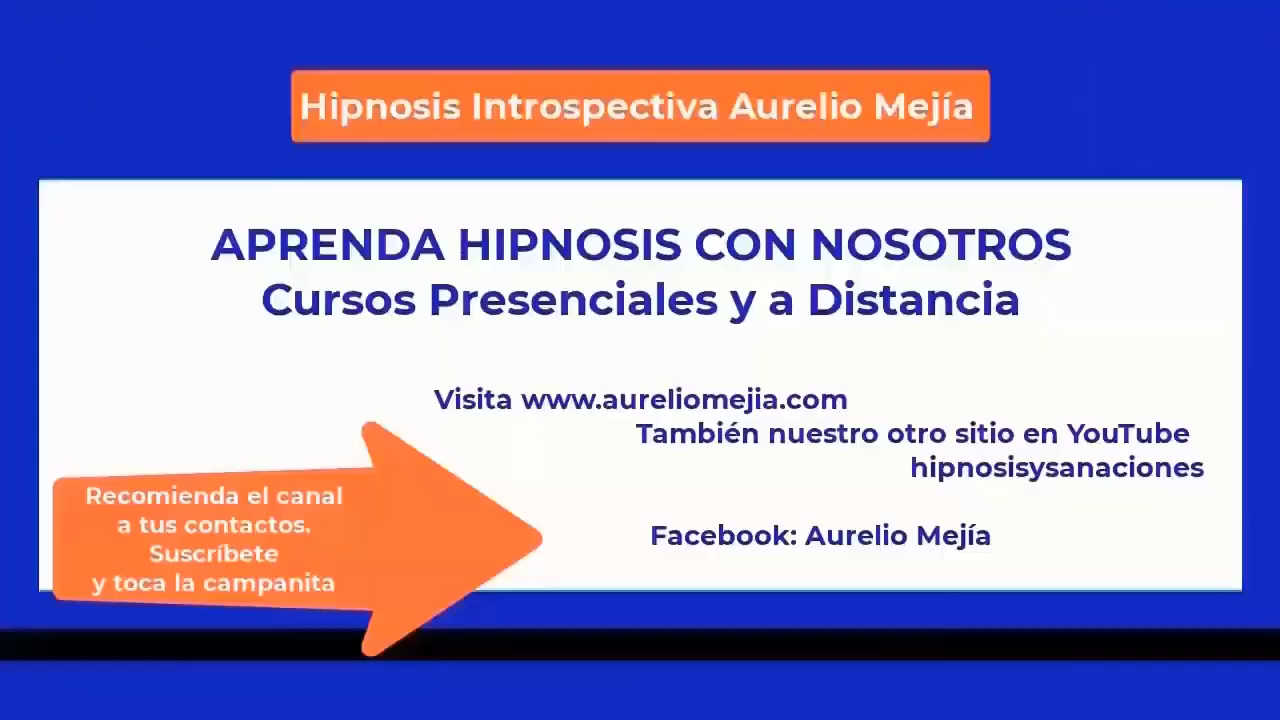 Hipnosis Introspectiva Aurelio Mejía
APRENDA HIPNOSIS CON NOSOTROS
Cursos Presenciales y a Distancia
Visita www.aureliomejia.com
También nuestro otro sitio en YouTube
hipnosisysanaciones
Facebook: Aurelio Mejía
Recomienda el canal
a tus contactos.
Suscríbete
y toca la campanita